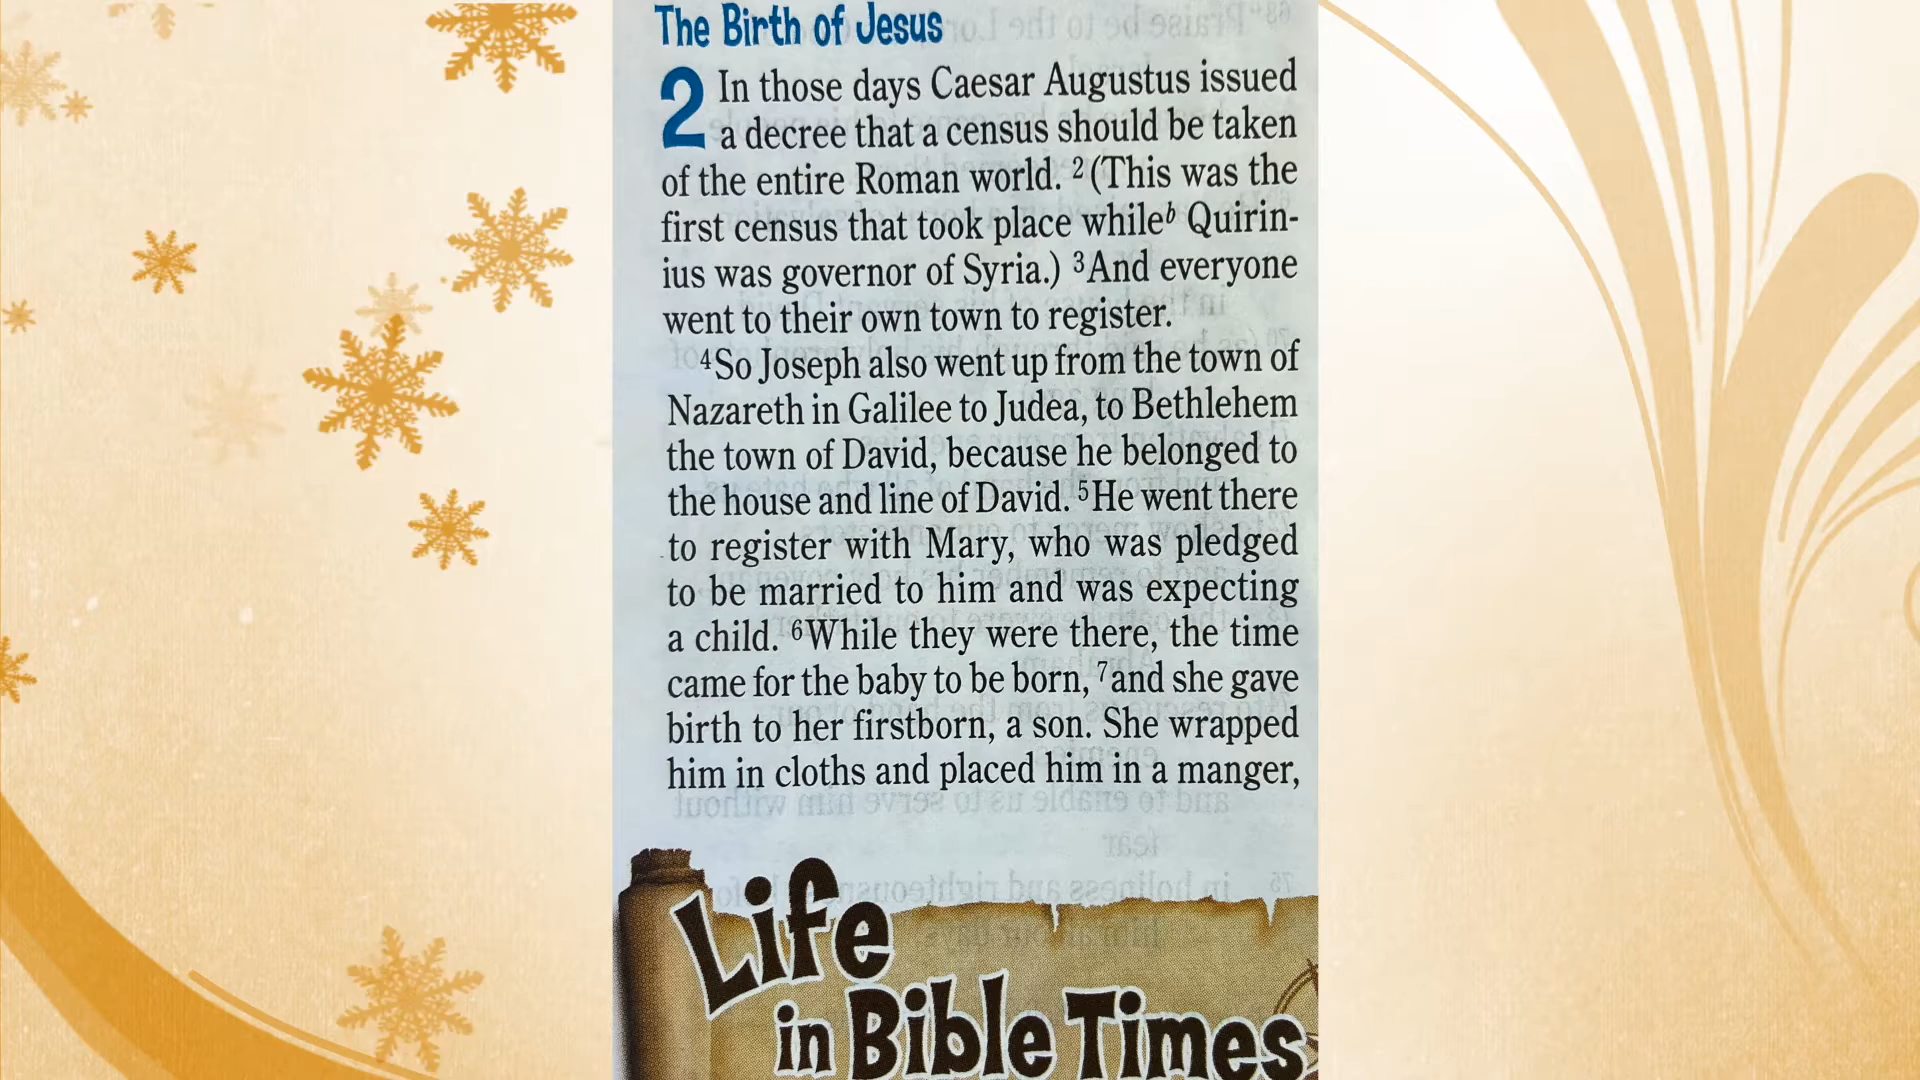 The Birth of Jesus
2 In those days Caesar Augustus issued
a decree that a census should be taken
of the entire Roman world. 2 (This was the
first census that took place while b Quirin-
ius was governor of Syria.) 3 And everyone
went to their own town to register.
4 So Joseph also went up from the town of
Nazareth in Galilee to Judea, to Bethlehem
the town of David, because he belonged to
the house and line of David. 5 He went there
to register with Mary, who was pledged
to be married to him and was expecting
a child. 6 While they were there, the time
came for the baby to be born, 7 and she gave
birth to her firstborn, a son. She wrapped
him in cloths and placed him in a manger,
Life
in Bible Times